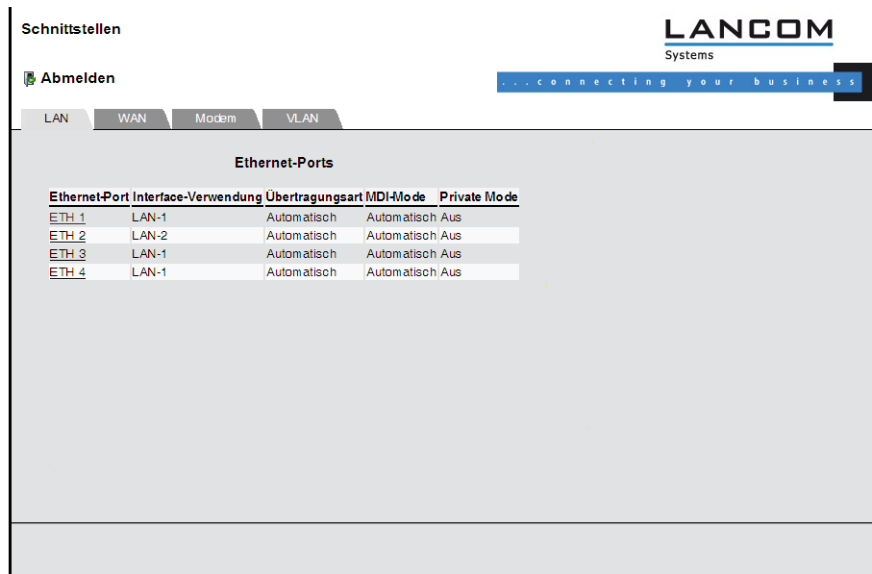 Schnittstellen
LANCOM
Systems
Abmelden
...connecting your business
LAN WAN Modem VLAN
Ethernet-Ports
Ethernet-Port Interface-Verwendung Übertragungsart MDI-Mode Private Mode
ETH 1 LAN-1 Automatisch Automatisch Aus
ETH 2 LAN-2 Automatisch Automatisch Aus
ETH 3 LAN-1 Automatisch Automatisch Aus
ETH 4 LAN-1 Automatisch Automatisch Aus